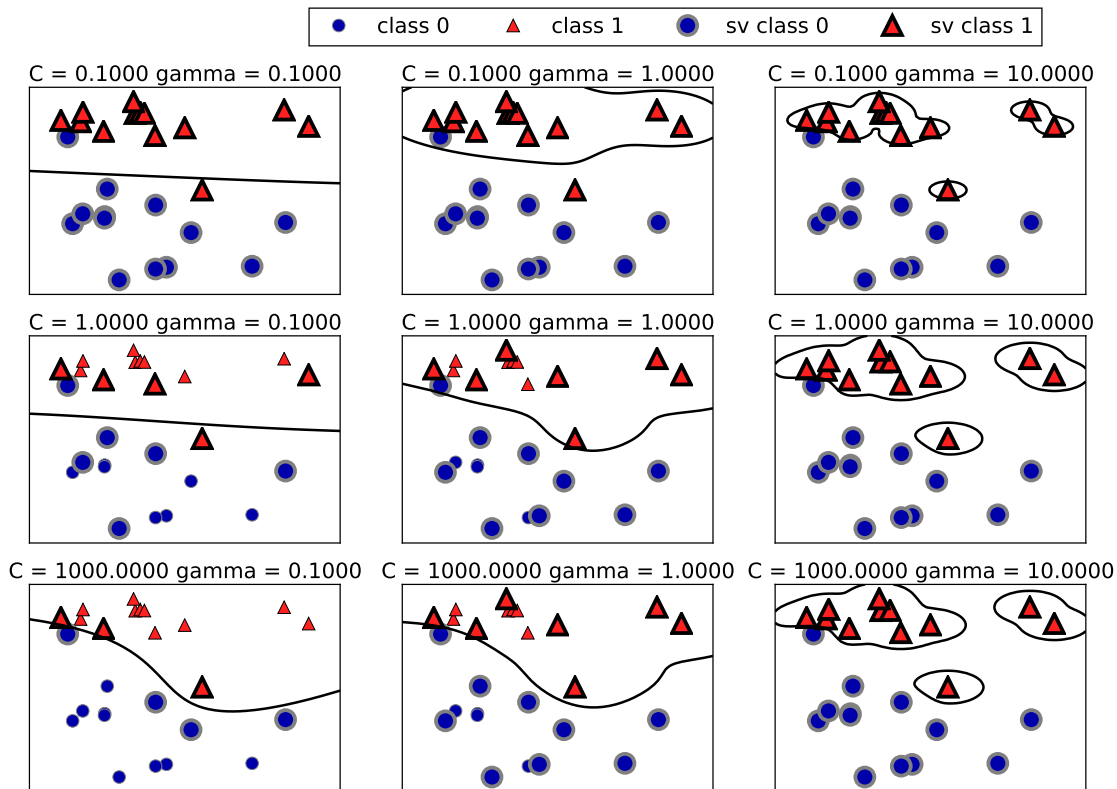 class 0 class 1 sv class 0 sv class 1
C = 0.1000 gamma = 0.1000
C = 0.1000 gamma = 1.0000
C = 0.1000 gamma = 10.0000
C = 1.0000 gamma = 0.1000
C = 1.0000 gamma = 1.0000
C = 1.0000 gamma = 10.0000
C = 1000.0000 gamma = 0.1000
C = 1000.0000 gamma = 1.0000
C = 1000.0000 gamma = 10.0000